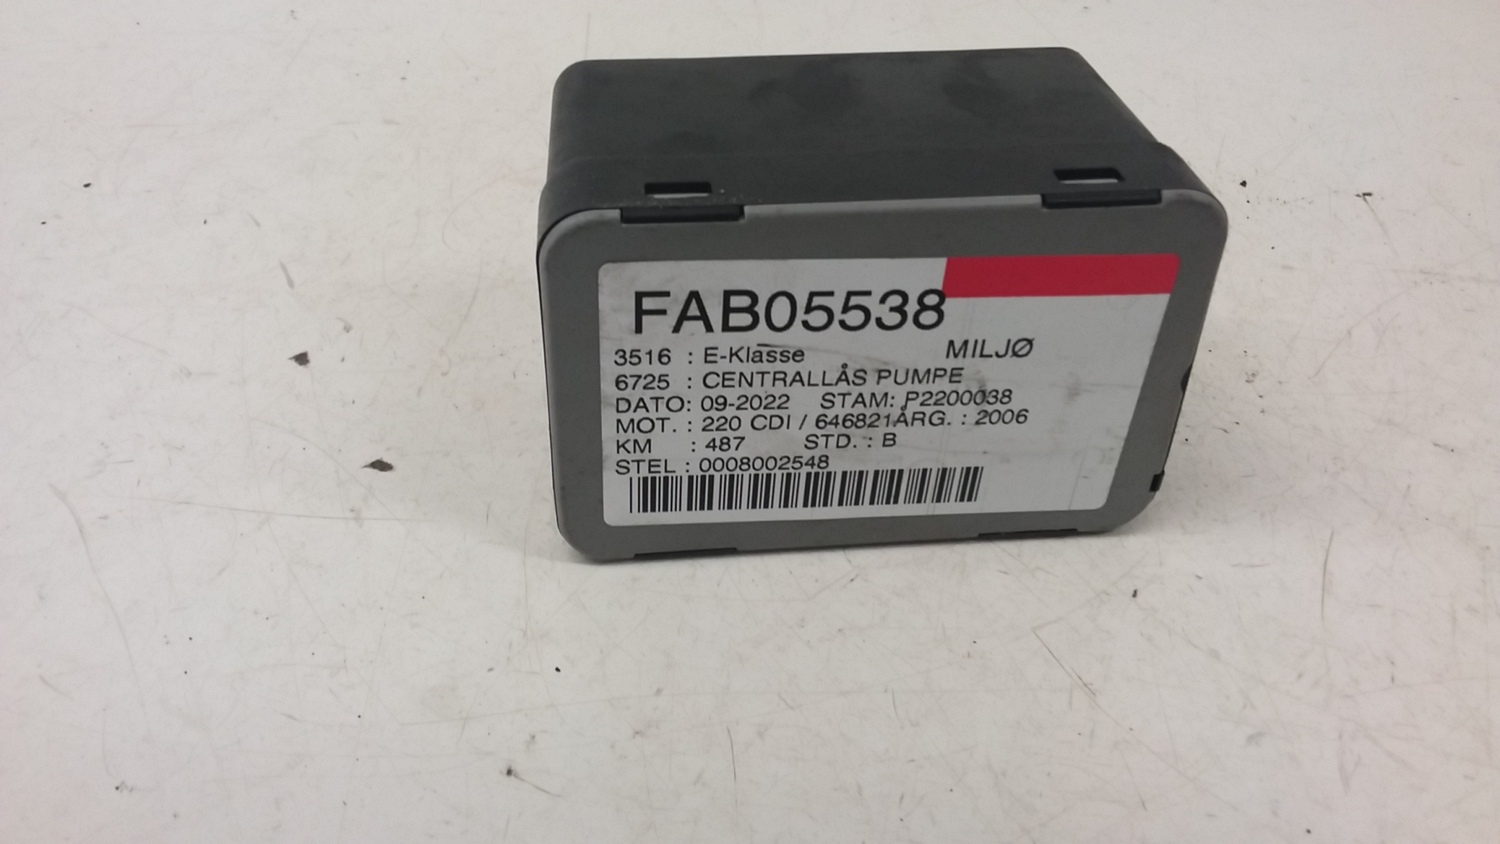 FAB05538
3516 : E-Klasse MILJØ
6725 : CENTRALLÅS PUMPE
DATO: 09-2022 STAM: P2200038
MOT. : 220 CDI / 646821ÅRG. : 2006
KM : 487 STD. : B
STEL : 0008002548